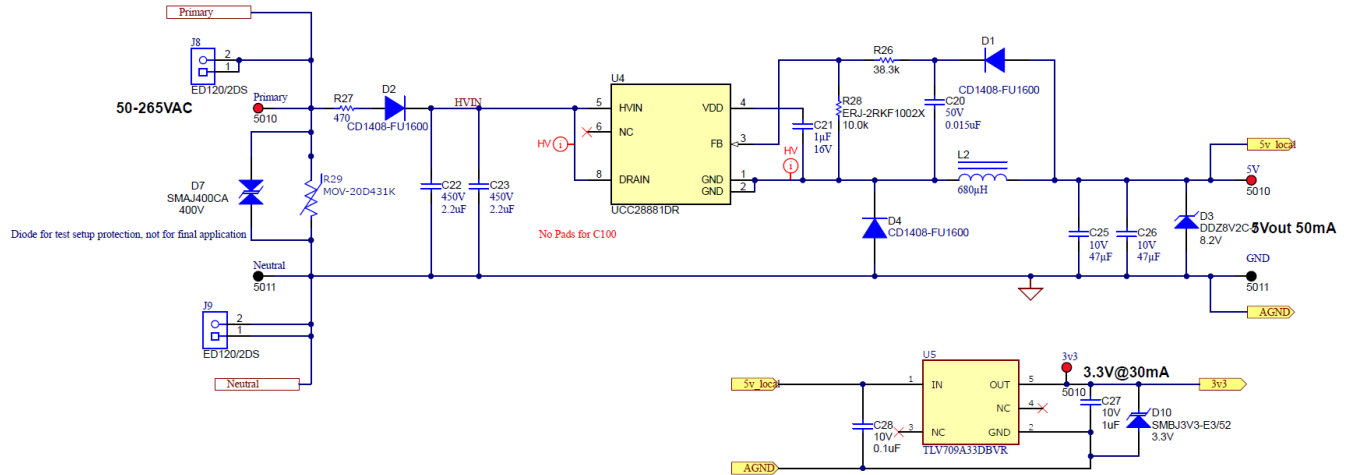 Primary
J8
2
1
ED120/2DS
50-265VAC
Primary
5010
R27
470
D2
CD1408-FU1600
HVIN
D7
SMAJ400CA
400V
R29
MOV-20D431K
Diode for test setup protection, not for final application
C22
450V
2.2uF
C23
450V
2.2uF
HV
i
U4
5
HVIN
6
NC
8
DRAIN
VDD
4
FB
3
GND
1
GND
2
UCC28881DR
No Pads for C100
C21
1µF
16V
HV
i
R28
ERJ-2RKF1002X
10.0k
R26
38.3k
C20
50V
0.015uF
D1
CD1408-FU1600
L2
680µH
D4
CD1408-FU1600
C25
10V
47µF
C26
10V
47µF
D3
DDZ8V2C-7
8.2V
5v_local
5V
5010
5Vout 50mA
GND
5011
AGND
Neutral
5011
J9
2
1
ED120/2DS
Neutral
5v_local
C28
10V
0.1uF
AGND
U5
1
IN
3
NC
OUT
5
NC
4
GND
2
TLV709A33DBVR
3v3
5010
3.3V@30mA
C27
10V
1uF
D10
SMBJ3V3-E3/52
3.3V
3v3